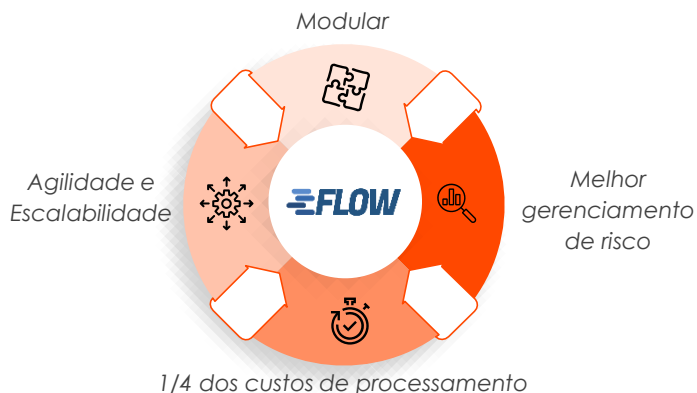 Modular
Agilidade e
Escalabilidade
FLOW
Melhor
gerenciamento
de risco
1/4 dos custos de processamento